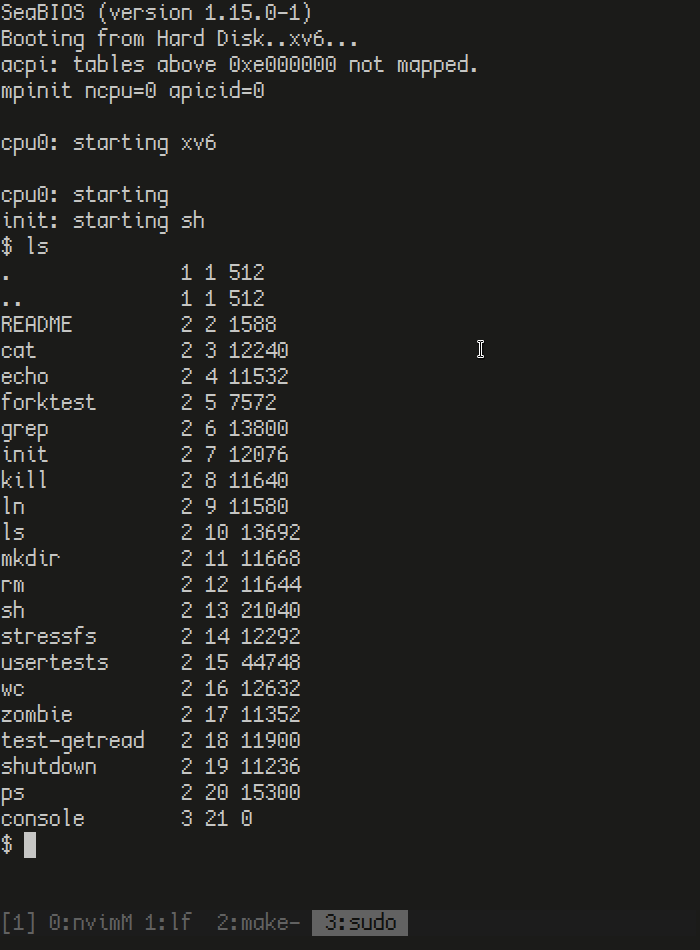 SeaBIOS (version 1.15.0-1)
Booting from Hard Disk..xv6...
acpi: tables above 0xe000000 not mapped.
mpinit ncpu=0 apicid=0
cpu0: starting xv6
cpu0: starting
init: starting sh
$ ls
. 1 1 512
.. 1 1 512
README 2 2 1588
cat 2 3 12240
echo 2 4 11532
forktest 2 5 7572
grep 2 6 13800
init 2 7 12076
kill 2 8 11640
ln 2 9 11580
ls 2 10 13692
mkdir 2 11 11668
rm 2 12 11644
sh 2 13 21040
stressfs 2 14 12292
usertests 2 15 44748
wc 2 16 12632
zombie 2 17 11352
test-getread 2 18 11900
shutdown 2 19 11236
ps 2 20 15300
console 3 21 0
$
[1] 0:nvimM 1:lf 2:make- 3:sudo